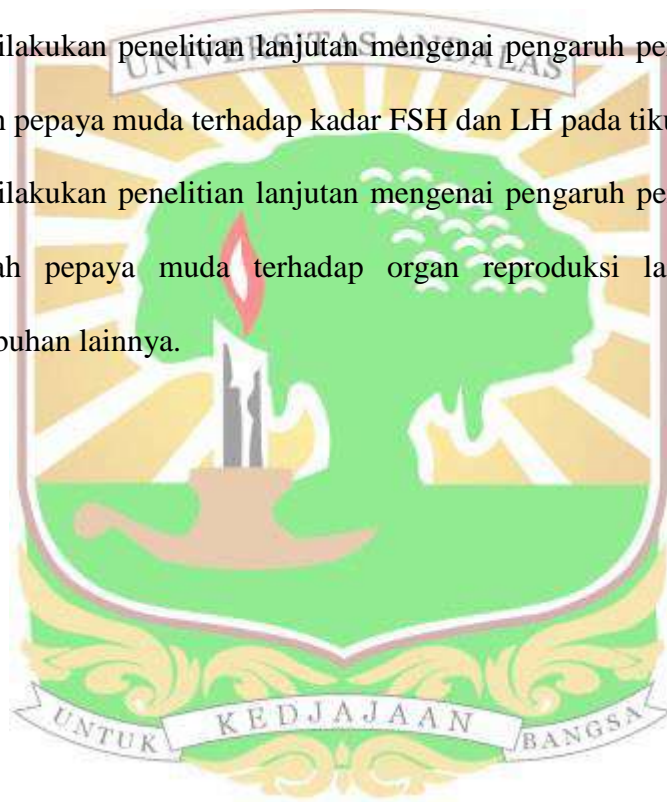 ilakukan penelitian lanjutan mengenai pengaruh pe
UNIVERSITAS ANDALAS
pepaya muda terhadap kadar FSH dan LH pada tiku
ilakukan penelitian lanjutan mengenai pengaruh pe
ah pepaya muda terhadap organ reproduksi la
buhan lainnya.
UNTUK KEDJAJAAN BANGSA